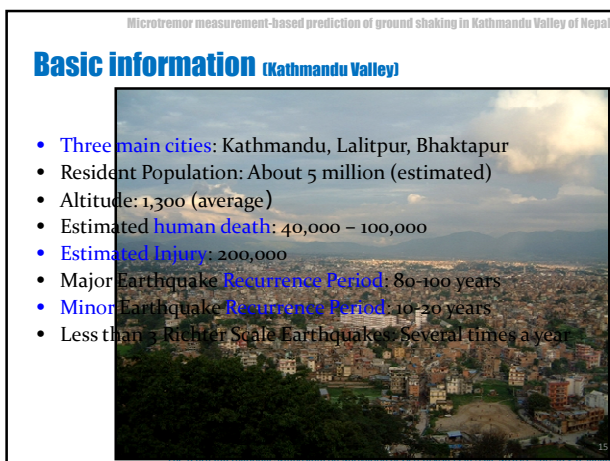 Microtremor measurement-based prediction of ground shaking in Kathmandu Valley of Nepal
Basic information (Kathmandu Valley)
• Three main cities: Kathmandu, Lalitpur, Bhaktapur
• Resident Population: About 5 million (estimated)
• Altitude: 1,300 (average)
• Estimated human death: 40,000 – 100,000
• Estimated Injury: 200,000
• Major Earthquake Recurrence Period: 80-100 years
• Minor Earthquake Recurrence Period: 10-20 years
• Less than 3 Richter Scale Earthquakes: Several times a year
15